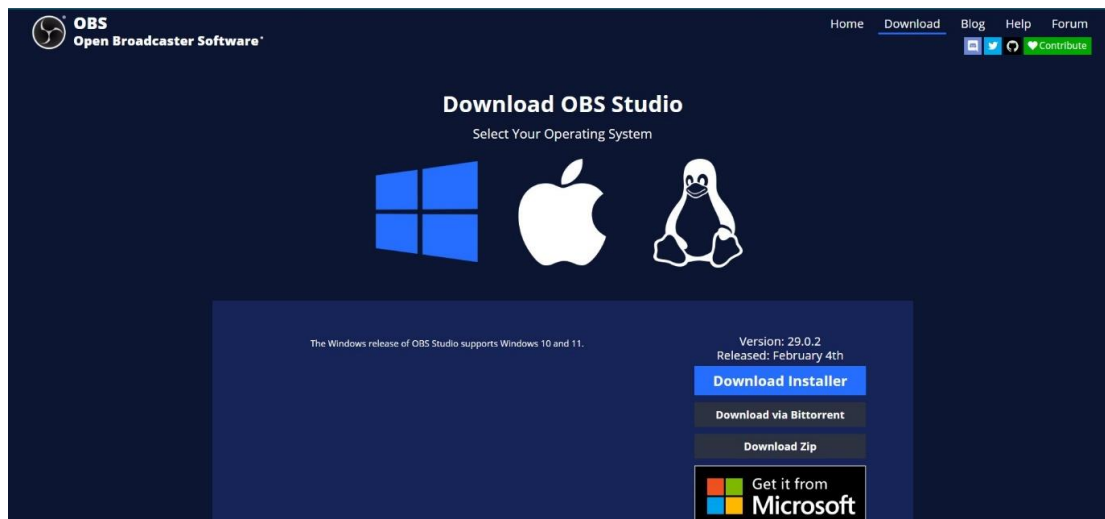 OBS
Open Broadcaster Software
Home Download Blog Help Forum
Contribute
Download OBS Studio
Select Your Operating System
The Windows release of OBS Studio supports Windows 10 and 11.
Version: 29.0.2
Released: February 4th
Download Installer
Download via Bittorrent
Download Zip
Get it from
Microsoft